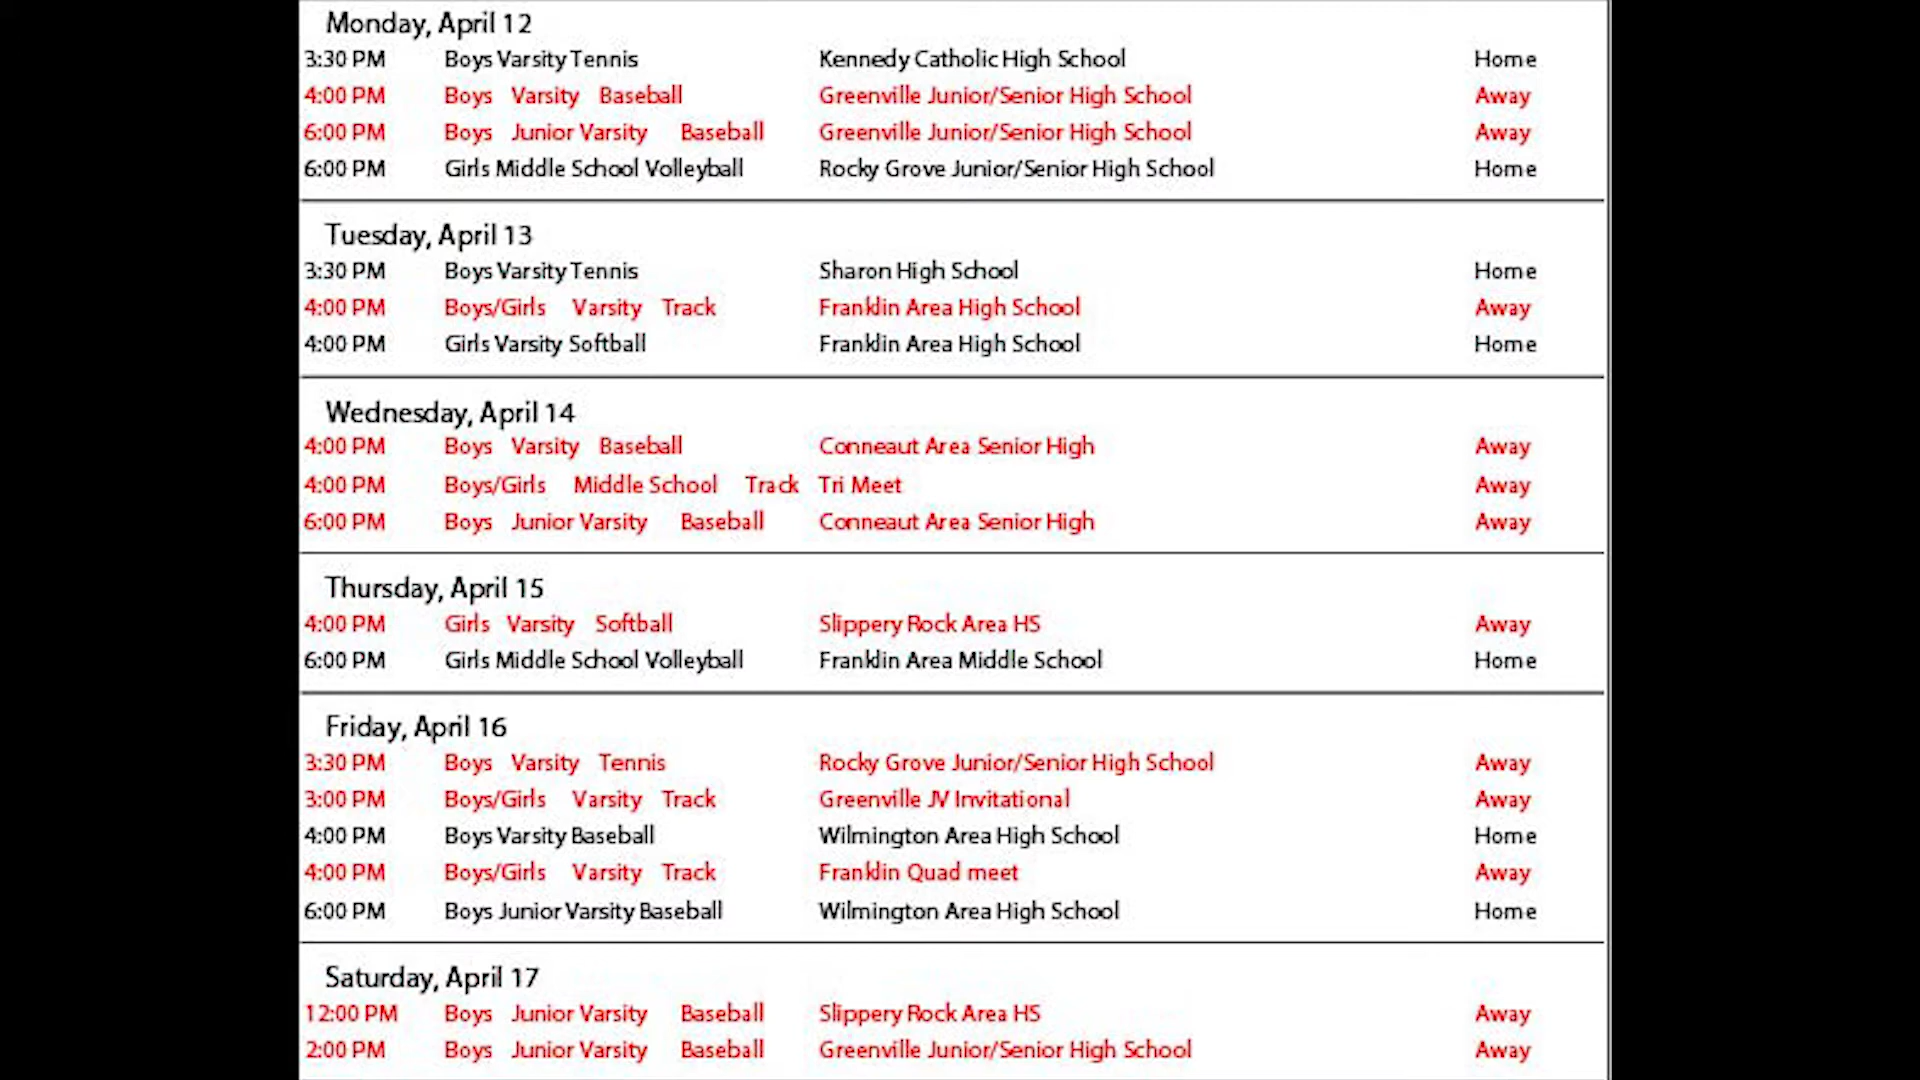 Monday, April 12
3:30 PM Boys Varsity Tennis Kennedy Catholic High School Home
4:00 PM Boys Varsity Baseball Greenville Junior/Senior High School Away
6:00 PM Boys Junior Varsity Baseball Greenville Junior/Senior High School Away
6:00 PM Girls Middle School Volleyball Rocky Grove Junior/Senior High School Home
Tuesday, April 13
3:30 PM Boys Varsity Tennis Sharon High School Home
4:00 PM Boys/Girls Varsity Track Franklin Area High School Away
4:00 PM Girls Varsity Softball Franklin Area High School Home
Wednesday, April 14
4:00 PM Boys Varsity Baseball Conneaut Area Senior High Away
4:00 PM Boys/Girls Middle School Track Tri Meet Away
6:00 PM Boys Junior Varsity Baseball Conneaut Area Senior High Away
Thursday, April 15
4:00 PM Girls Varsity Softball Slippery Rock Area HS Away
6:00 PM Girls Middle School Volleyball Franklin Area Middle School Home
Friday, April 16
3:30 PM Boys Varsity Tennis Rocky Grove Junior/Senior High School Away
3:00 PM Boys/Girls Varsity Track Greenville JV Invitational Away
4:00 PM Boys Varsity Baseball Wilmington Area High School Home
4:00 PM Boys/Girls Varsity Track Franklin Quad meet Away
6:00 PM Boys Junior Varsity Baseball Wilmington Area High School Home
Saturday, April 17
12:00 PM Boys Junior Varsity Baseball Slippery Rock Area HS Away
2:00 PM Boys Junior Varsity Baseball Greenville Junior/Senior High School Away